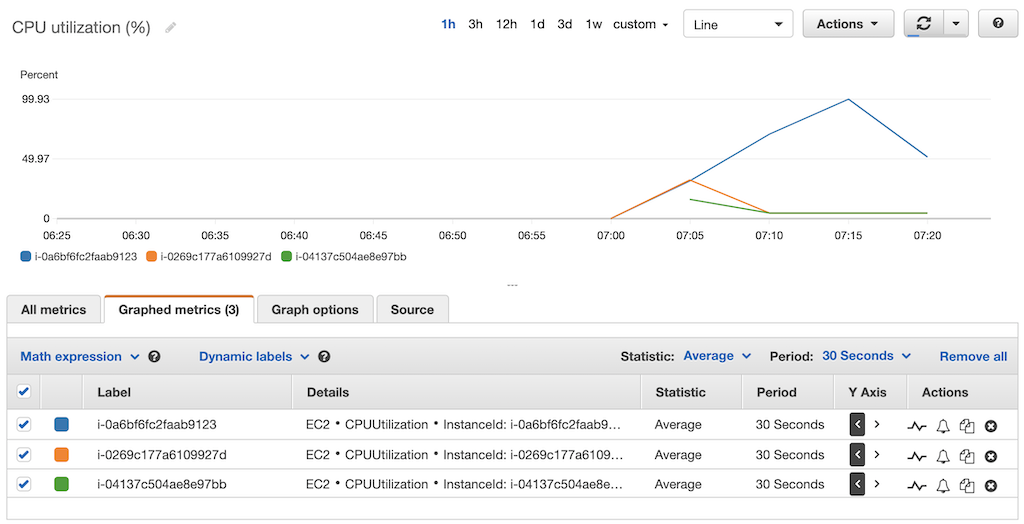 CPU utilization (%)
1h 3h 12h 1d 3d 1w custom Line Actions
Percent
99.93
49.97
0
06:25 06:30 06:35 06:40 06:45 06:50 06:55 07:00 07:05 07:10 07:15 07:20
i-0a6bf6fc2faab9123 i-0269c177a6109927d i-04137c504ae8e97bb
All metrics Graphed metrics (3) Graph options Source
Math expression ? Dynamic labels ? Statistic: Average Period: 30 Seconds Remove all
Label Details Statistic Period Y Axis Actions
i-0a6bf6fc2faab9123 EC2 • CPUUtilization • InstanceId: i-0a6bf6fc2faab9... Average 30 Seconds < >
i-0269c177a6109927d EC2 • CPUUtilization • InstanceId: i-0269c177a6109... Average 30 Seconds < >
i-04137c504ae8e97bb EC2 • CPUUtilization • InstanceId: i-04137c504ae8e... Average 30 Seconds < >